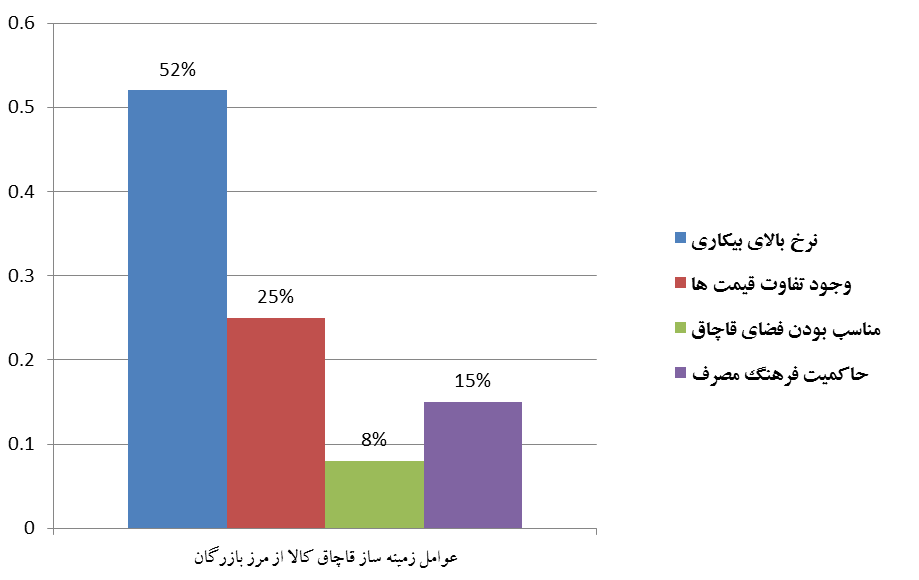 0.6
0.5
0.4
0.3
0.2
0.1
0
52%
25%
8%
15%
عوامل زمینه ساز قاچاق کالا از مرز بازرگان
نرخ بالای بیکاری
وجود تفاوت قیمت ها
مناسب بودن فضای قاچاق
حاکمیت فرهنگ مصرف